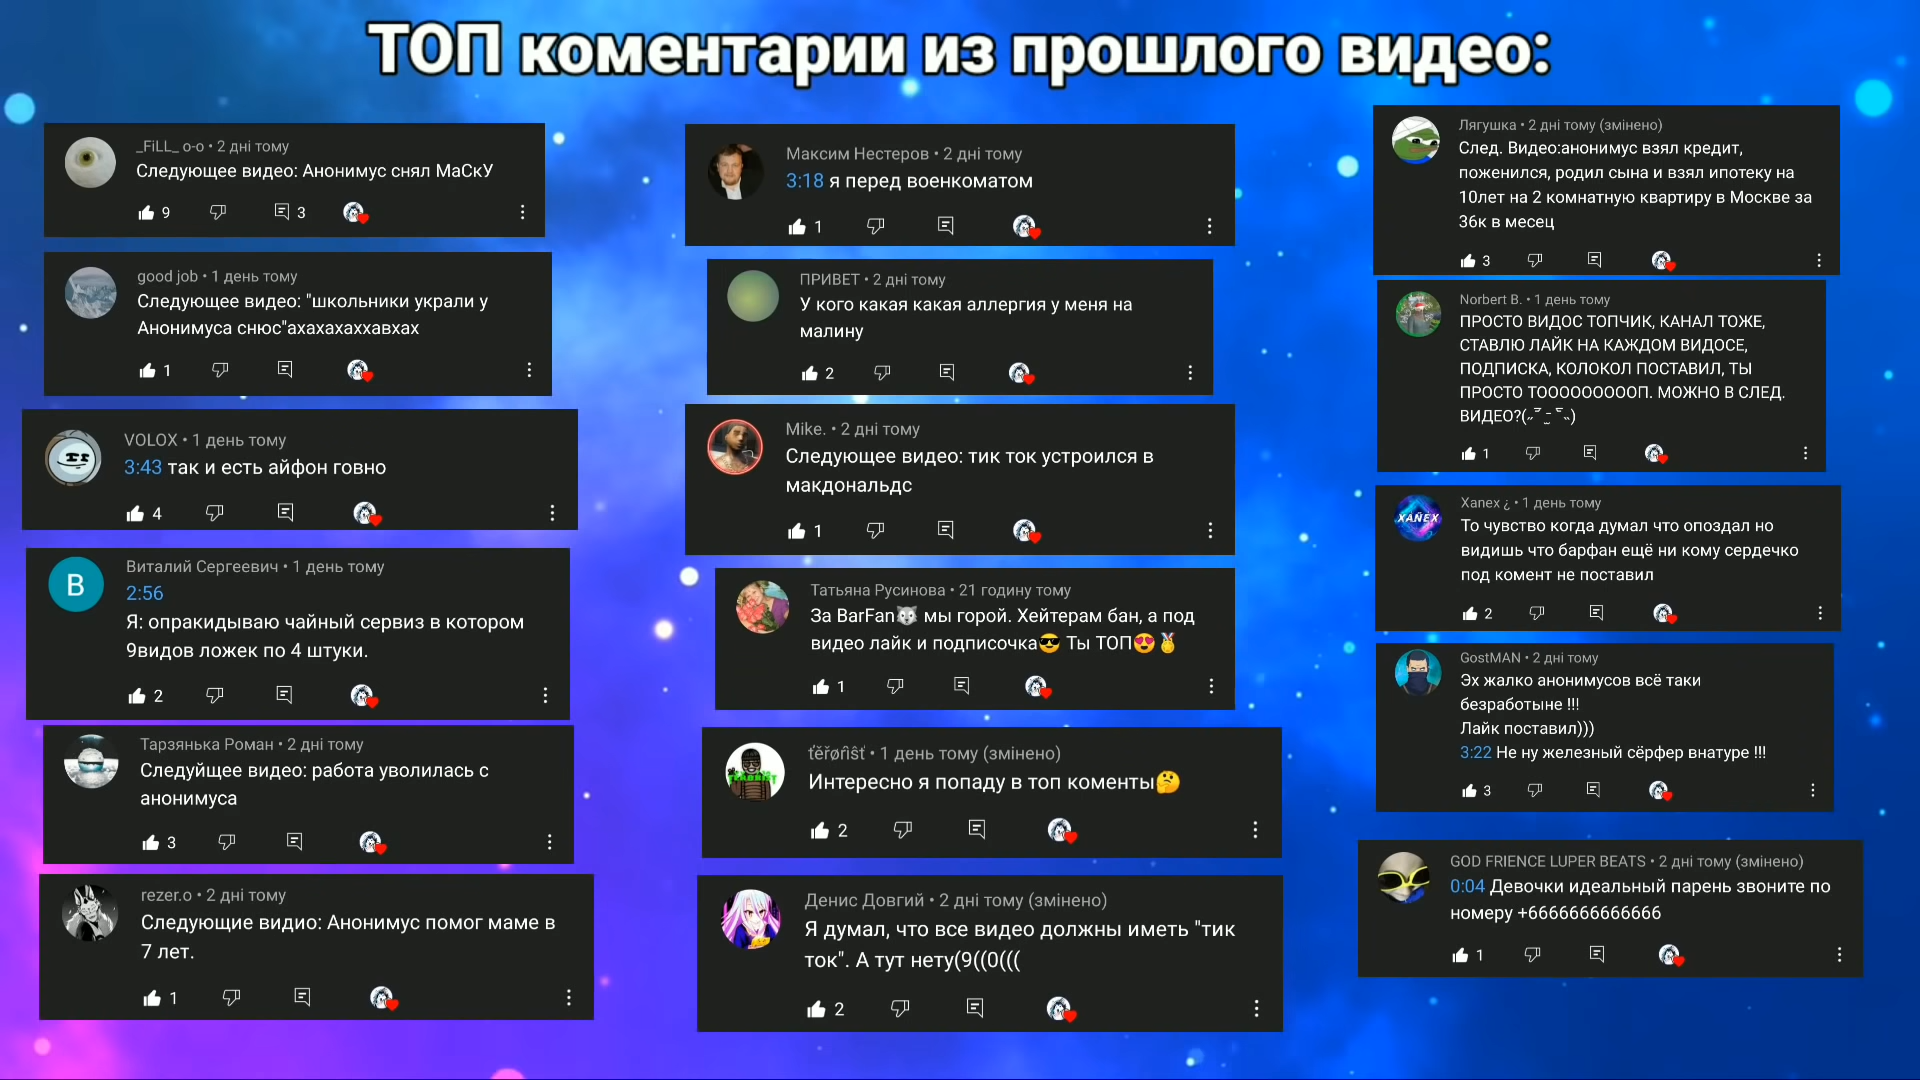 ТОП коментарии из прошлого видео:
_FiLL_ о-о • 2 дні тому
Следующее видео: Анонимус снял МаСкУ
9
3
good job • 1 день тому
Следующее видео: "школьники украли у
Анонимуса снюс"ахахахаххавхах
1
VOLOX • 1 день тому
3:43 так и есть айфон говно
4
В
Виталий Сергеевич • 1 день тому
2:56
Я: опракидываю чайный сервиз в котором
9видов ложек по 4 штуки.
2
Тарзянька Роман • 2 дні тому
Следуйщее видео: работа уволилась с
анонимуса
3
rezer.o • 2 дні тому
Следующие видио: Анонимус помог маме в
7 лет.
1
Максим Нестеров • 2 дні тому
3:18 я перед военкоматом
1
ПРИВЕТ • 2 дні тому
У кого какая какая аллергия у меня на
малину
2
Mike. • 2 дні тому
Следующее видео: тик ток устроился в
макдональдс
1
Татьяна Русинова • 21 годину тому
За BarFan🐺 мы горой. Хейтерам бан, а под
видео лайк и подписочка😎 Ты ТОП😍🏅
1
ťěřøñîšť • 1 день тому (змінено)
Интересно я попаду в топ коменты🤔
2
Денис Довгий • 2 дні тому (змінено)
Я думал, что все видео должны иметь "тик
ток". А тут нету(9((0(((
2
Лягушка • 2 дні тому (змінено)
След. Видео:анонимус взял кредит,
поженился, родил сына и взял ипотеку на
10лет на 2 комнатную квартиру в Москве за
36к в месец
3
Norbert B. • 1 день тому
ПРОСТО ВИДОС ТОПЧИК, КАНАЛ ТОЖЕ,
СТАВЛЮ ЛАЙК НА КАЖДОМ ВИДОСЕ,
ПОДПИСКА, КОЛОКОЛ ПОСТАВИЛ, ТЫ
ПРОСТО ТОООООООООП. МОЖНО В СЛЕД.
ВИДЕО?(˶‾᷄ ⁻̫ ‾᷅˵)
1
XAÑEX
Xanex ¿ • 1 день тому
То чувство когда думал что опоздал но
видишь что барфан ещё ни кому сердечко
под комент не поставил
2
GostMAN • 2 дні тому
Эх жалко анонимусов всё таки
безработыне !!!
Лайк поставил)))
3:22 Не ну железный сёрфер внатуре !!!
3
GOD FRIENCE LUPER BEATS • 2 дні тому (змінено)
0:04 Девочки идеальный парень звоните по
номеру +6666666666666
1